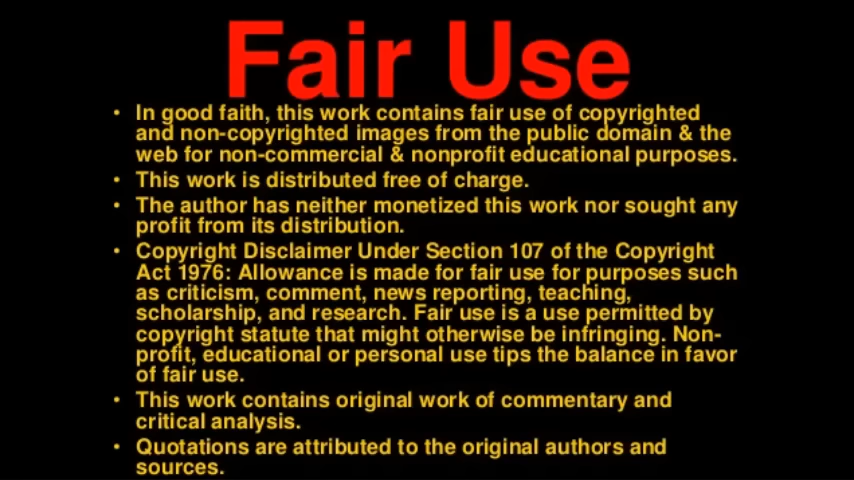 Fair Use
• In good faith, this work contains fair use of copyrighted
and non-copyrighted images from the public domain & the
web for non-commercial & nonprofit educational purposes.
• This work is distributed free of charge.
• The author has neither monetized this work nor sought any
profit from its distribution.
• Copyright Disclaimer Under Section 107 of the Copyright
Act 1976: Allowance is made for fair use for purposes such
as criticism, comment, news reporting, teaching,
scholarship, and research. Fair use is a use permitted by
copyright statute that might otherwise be infringing. Non-
profit, educational or personal use tips the balance in favor
of fair use.
• This work contains original work of commentary and
critical analysis.
• Quotations are attributed to the original authors and
sources.